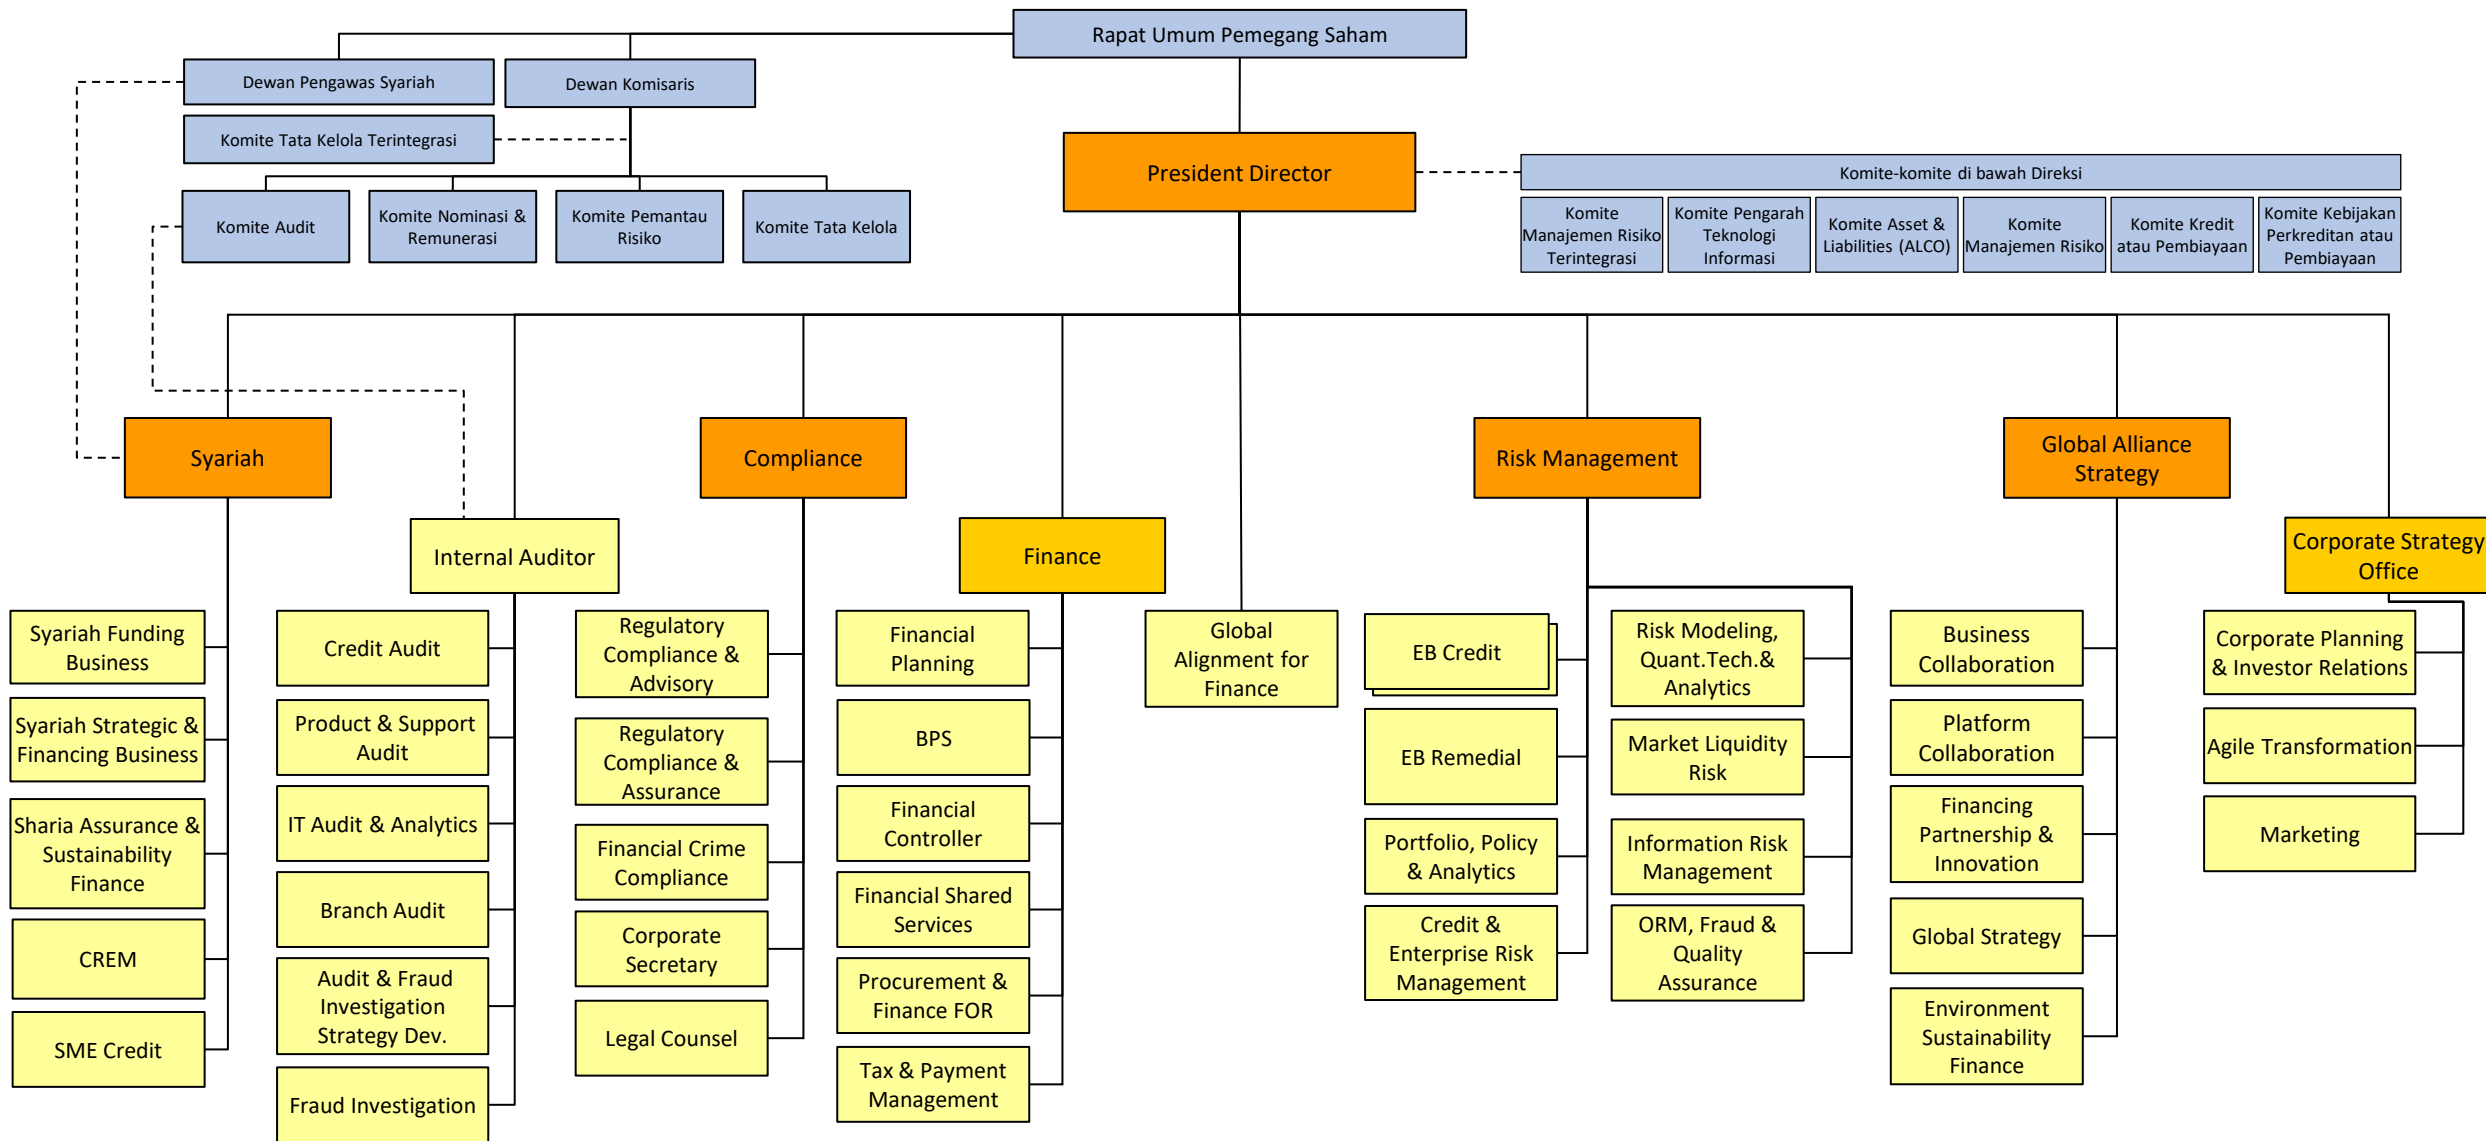 Rapat Umum Pemegang Saham
Dewan Pengawas Syariah
Dewan Komisaris
Komite Tata Kelola Terintegrasi
Komite Audit
Komite Nominasi &
Remunerasi
Komite Pemantau
Risiko
Komite Tata Kelola
President Director
Komite-komite di bawah Direksi
Komite
Manajemen Risiko
Terintegrasi
Komite Pengarah
Teknologi
Informasi
Komite Asset &
Liabilities (ALCO)
Komite
Manajemen Risiko
Komite Kredit
atau Pembiayaan
Komite Kebijakan
Perkreditan atau
Pembiayaan
Syariah
Internal Auditor
Compliance
Finance
Risk Management
Global Alliance
Strategy
Corporate Strategy
Office
Syariah Funding
Business
Syariah Strategic &
Financing Business
Sharia Assurance &
Sustainability
Finance
CREM
SME Credit
Credit Audit
Product & Support
Audit
IT Audit & Analytics
Branch Audit
Audit & Fraud
Investigation
Strategy Dev.
Fraud Investigation
Regulatory
Compliance &
Advisory
Regulatory
Compliance &
Assurance
Financial Crime
Compliance
Corporate
Secretary
Legal Counsel
Financial
Planning
BPS
Financial
Controller
Financial Shared
Services
Procurement &
Finance FOR
Tax & Payment
Management
Global
Alignment for
Finance
EB Credit
EB Remedial
Portfolio, Policy
& Analytics
Credit &
Enterprise Risk
Management
Risk Modeling,
Quant.Tech.&
Analytics
Market Liquidity
Risk
Information Risk
Management
ORM, Fraud &
Quality
Assurance
Business
Collaboration
Platform
Collaboration
Financing
Partnership &
Innovation
Global Strategy
Environment
Sustainability
Finance
Corporate Planning
& Investor Relations
Agile Transformation
Marketing